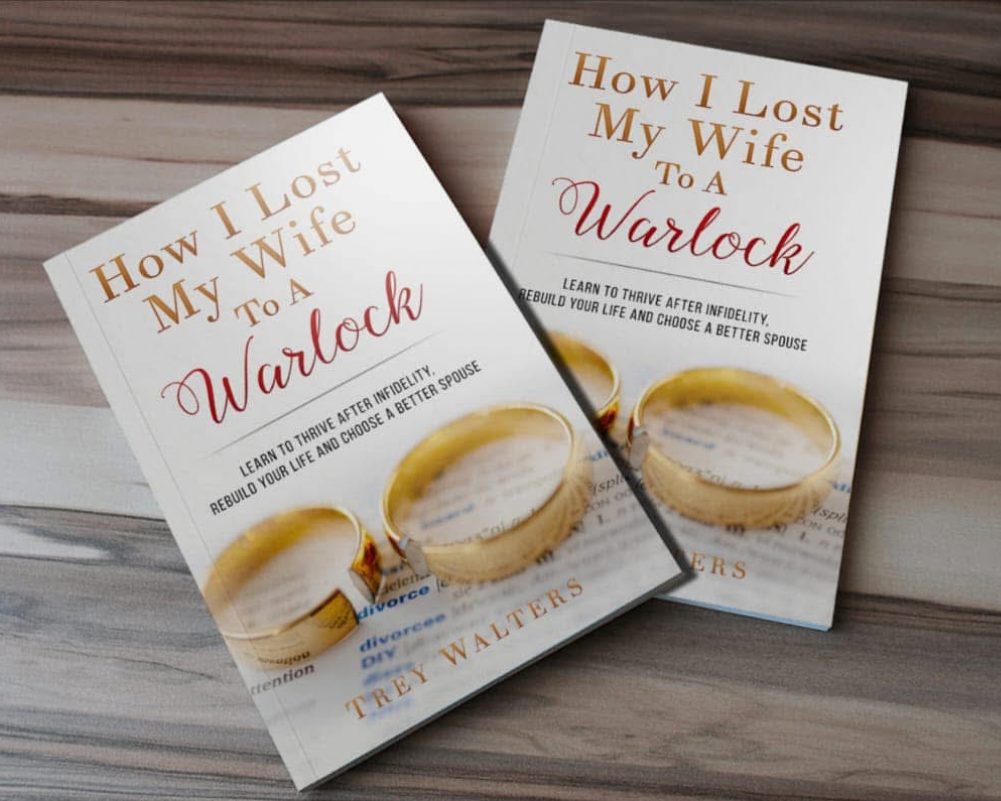 How I Lost
My Wife
To A
Warlock
LEARN TO THRIVE AFTER INFIDELITY,
REBUILD YOUR LIFE AND CHOOSE A BETTER SPOUSE
divorce
divorcee
DIY
ttention
TREY WALTERS
How I Lost
My Wife
To A
Warlock
LEARN TO THRIVE AFTER INFIDELITY,
REBUILD YOUR LIFE AND CHOOSE A BETTER SPOUSE
ERS